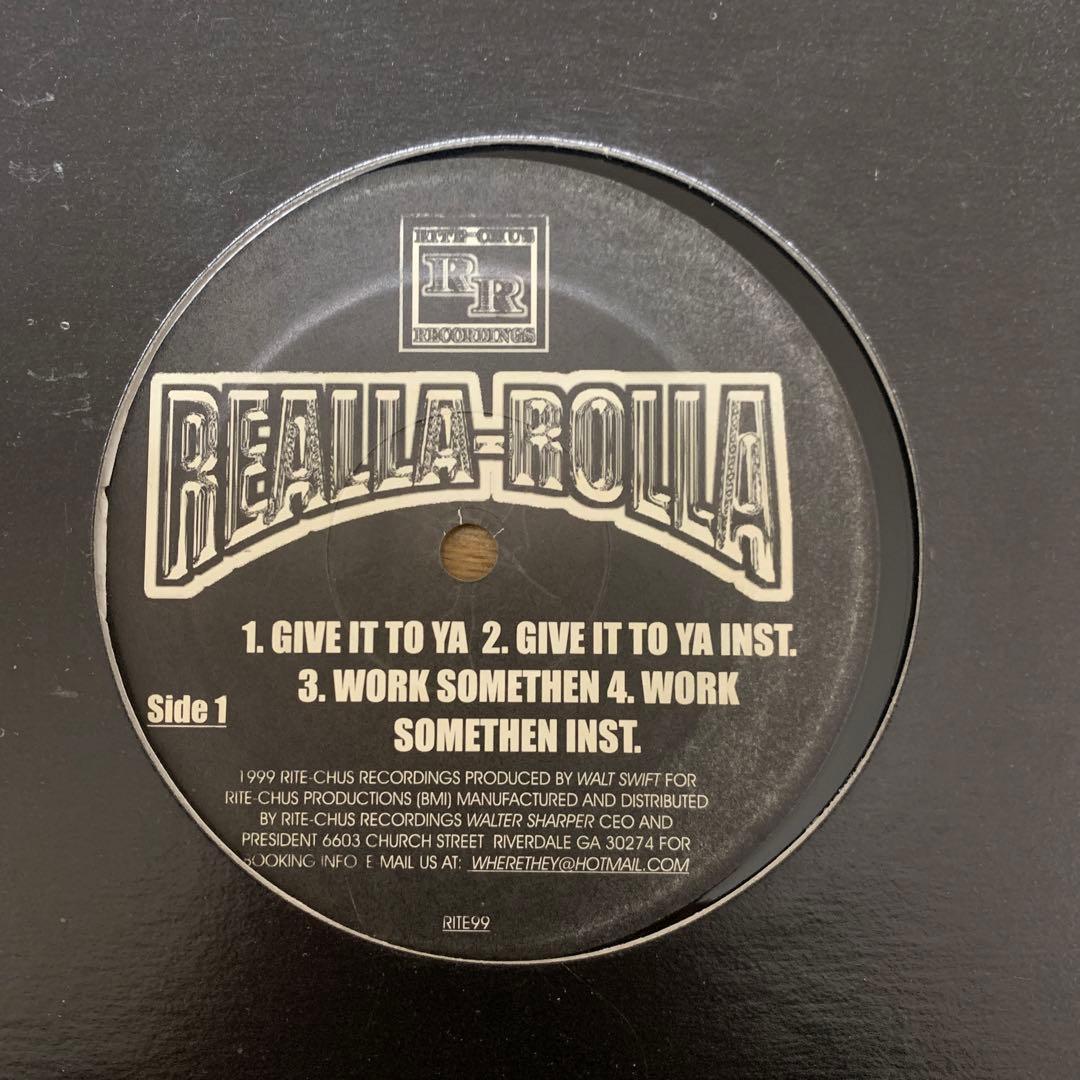 RITE-CHUS
RR
RECORDINGS
REALLA-ROLLA
1. GIVE IT TO YA 2. GIVE IT TO YA INST.
3. WORK SOMETHEN 4. WORK
SOMETHEN INST.
Side 1
1999 RITE-CHUS RECORDINGS PRODUCED BY WALT SWIFT FOR
RITE-CHUS PRODUCTIONS (BMI) MANUFACTURED AND DISTRIBUTED
BY RITE-CHUS RECORDINGS WALTER SHARPER CEO AND
PRESIDENT 6603 CHURCH STREET RIVERDALE GA 30274 FOR
BOOKING INFO E MAIL US AT: WHERETHEY@HOTMAIL.COM
RITE99